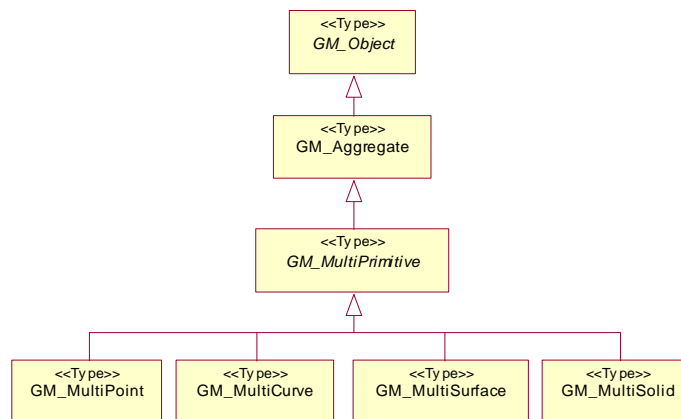 <<Type>>
GM_Object
<<Type>>
GM_Aggregate
<<Type>>
GM_MultiPrimitive
<<Type>>
GM_MultiPoint
<<Type>>
GM_MultiCurve
<<Type>>
GM_MultiSurface
<<Type>>
GM_MultiSolid